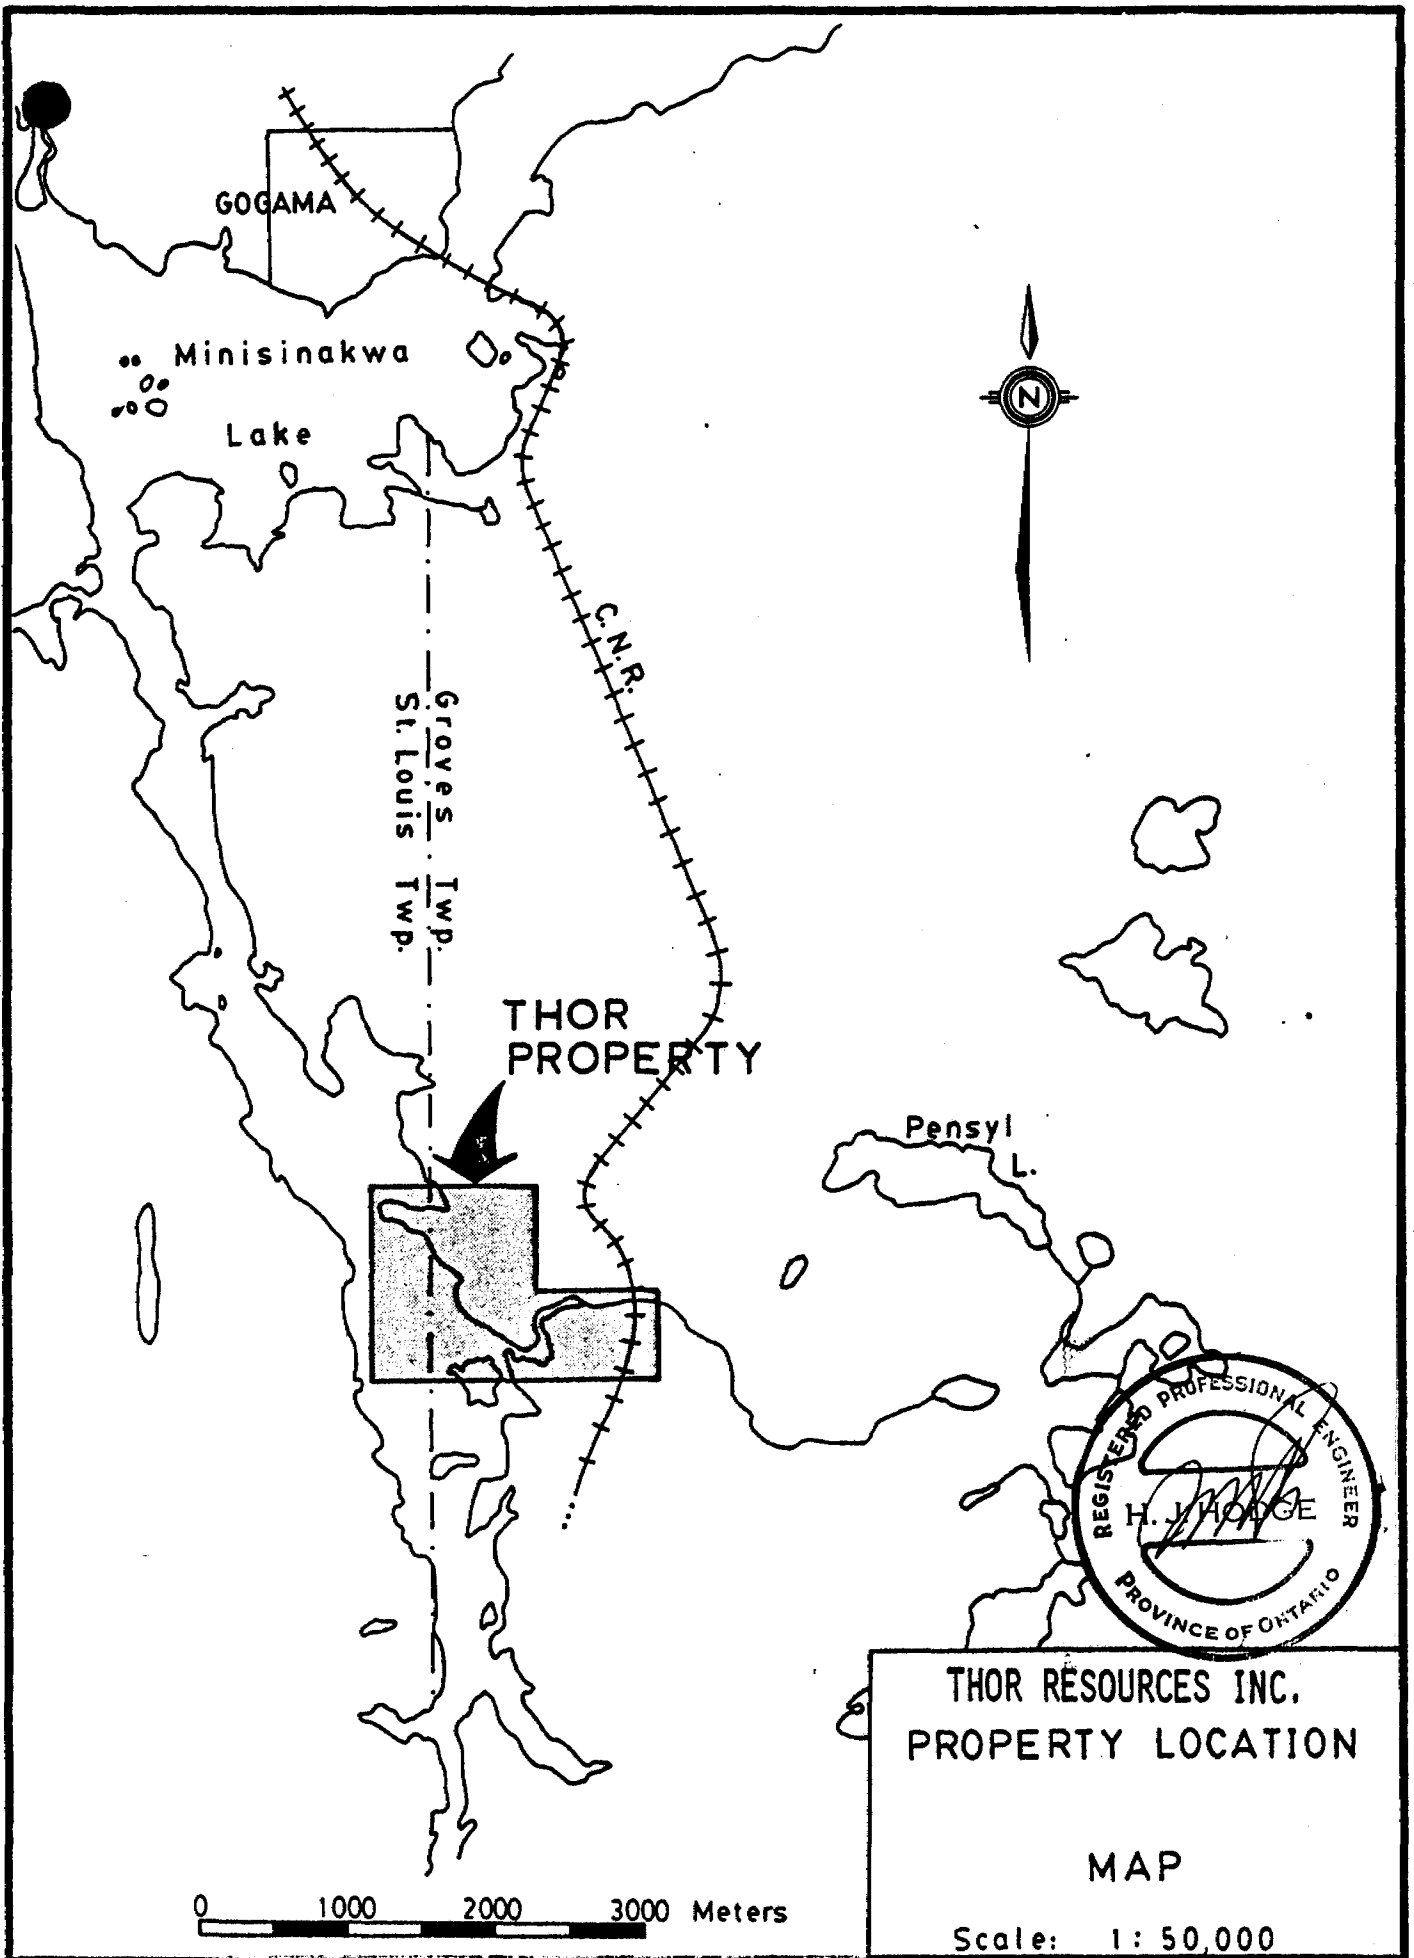 GOGAMA
Minisinakwa
Lake
N
C.N.R.
Groves Twp.
St. Louis Twp.
THOR
PROPERTY
Pensyl
L.
REGISTERED PROFESSIONAL ENGINEER
H. J. HODGE
PROVINCE OF ONTARIO
THOR RESOURCES INC.
PROPERTY LOCATION
MAP
Scale: 1: 50,000
0 1000 2000 3000 Meters